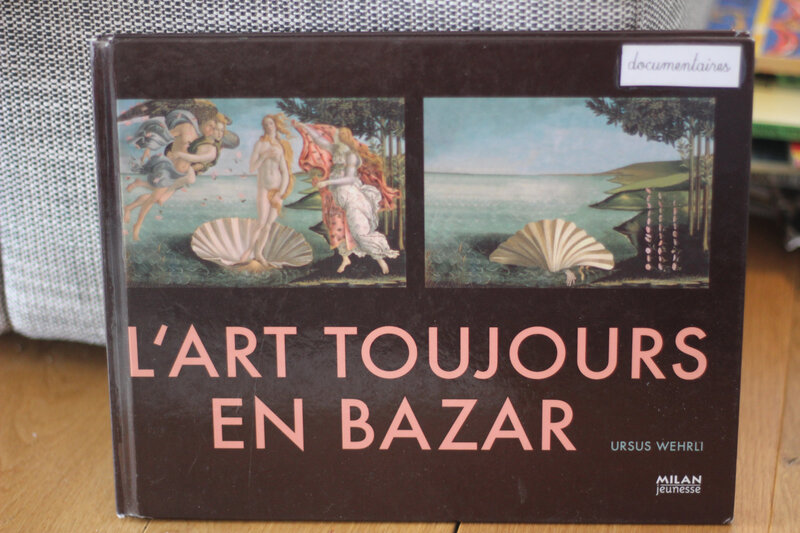 documentaires
L'ART TOUJOURS
EN BAZAR
URSUS WEHRLI
MILAN
jeunesse